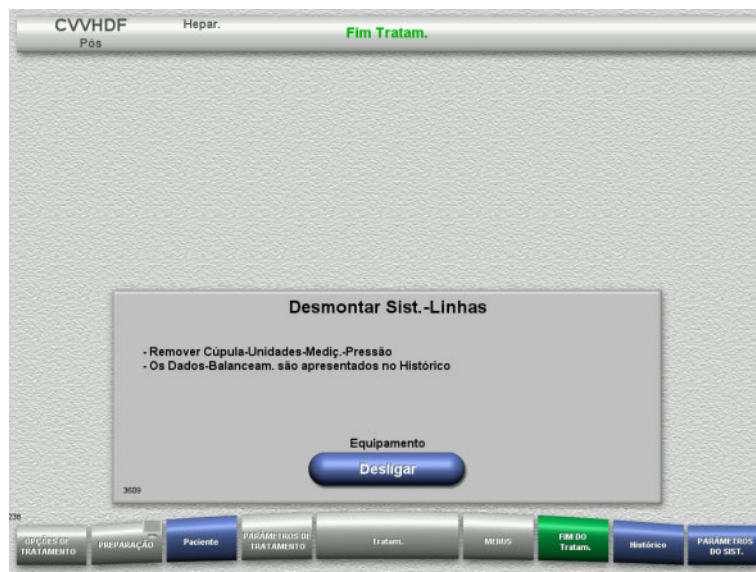 CVVHDF
Hepar.
Fim Tratam.
Pós
Desmontar Sist.-Linhas
- Remover Cúpula-Unidades-Mediç.-Pressão
- Os Dados-Balanceam. são apresentados no Histórico
Equipamento
Desligar
3609
236
OPÇÕES DE TRATAMENTO
PREPARAÇÃO
Paciente
PARÂMETROS DE TRATAMENTO
Tratam.
MENUS
FIM DO Tratam.
Histórico
PARÂMETROS DO SIST.